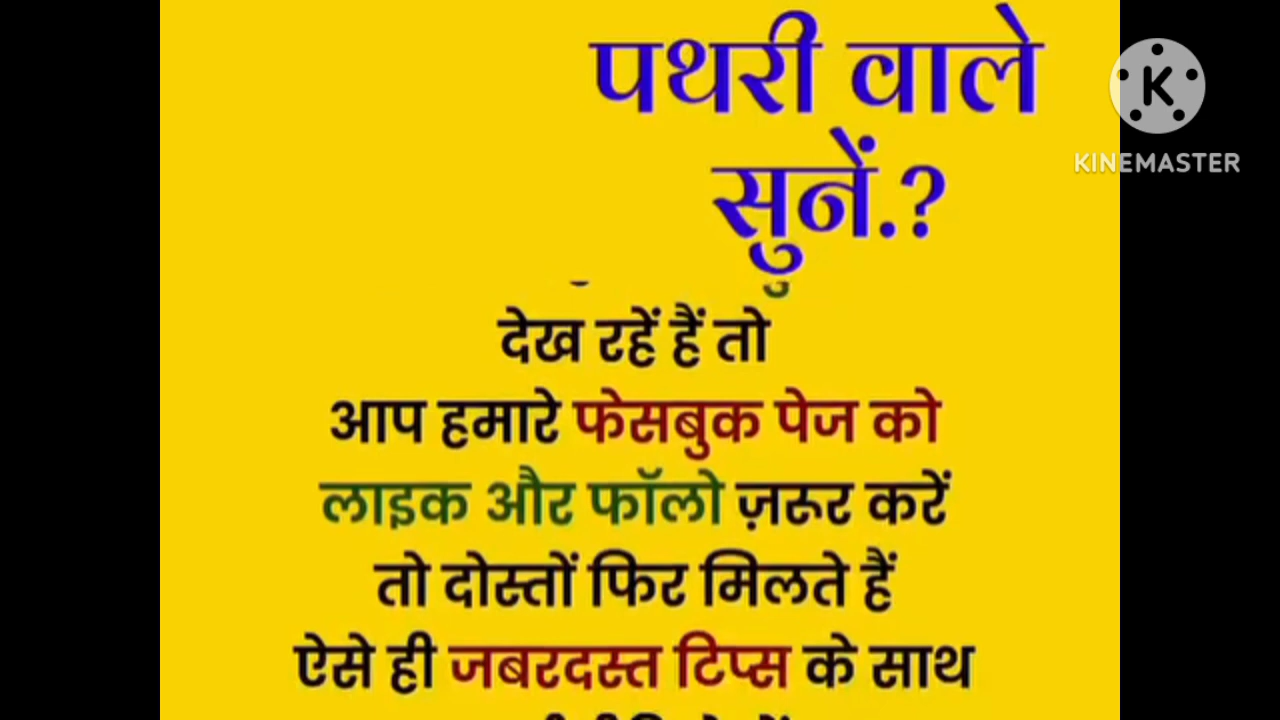 पथरी वाले
सुनें.?
KINEMASTER
देख रहें हैं तो
आप हमारे फेसबुक पेज को
लाइक और फॉलो ज़रूर करें
तो दोस्तों फिर मिलते हैं
ऐसे ही जबरदस्त टिप्स के साथ